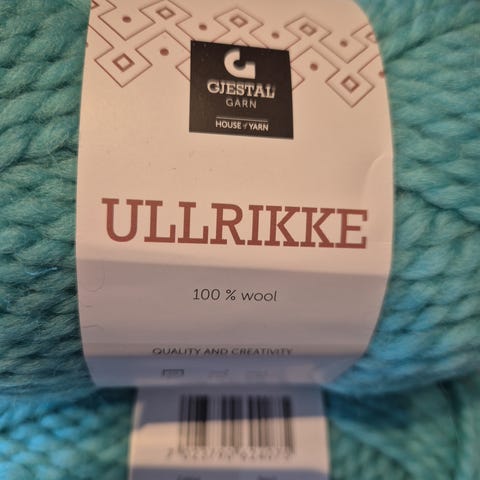 GJESTAL
GARN
HOUSE of YARN
ULLRIKKE
100 % wool
QUALITY AND CREATIVITY